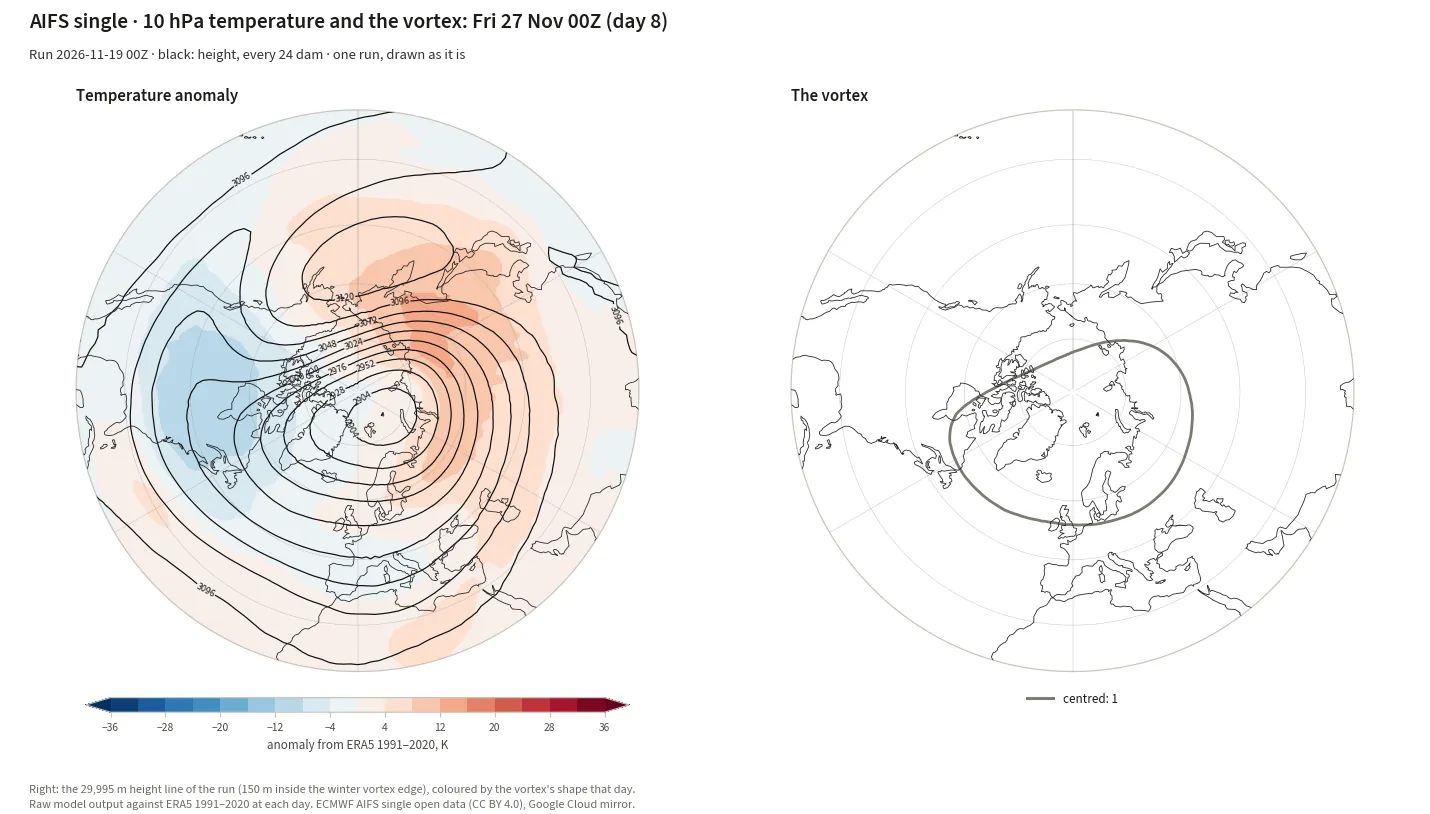 AIFS single · 10 hPa temperature and the vortex: Fri 27 Nov 00Z (day 8)
Run 2026-11-19 00Z · black: height, every 24 dam · one run, drawn as it is
Temperature anomaly
The vortex
3096
3096
3120
3096
3072
3048
3024
2976
2952
2928
2904
2904
3096
−36 −28 −20 −12 −4 4 12 20 28 36
anomaly from ERA5 1991–2020, K
centred: 1
Right: the 29,995 m height line of the run (150 m inside the winter vortex edge), coloured by the vortex's shape that day.
Raw model output against ERA5 1991–2020 at each day. ECMWF AIFS single open data (CC BY 4.0), Google Cloud mirror.